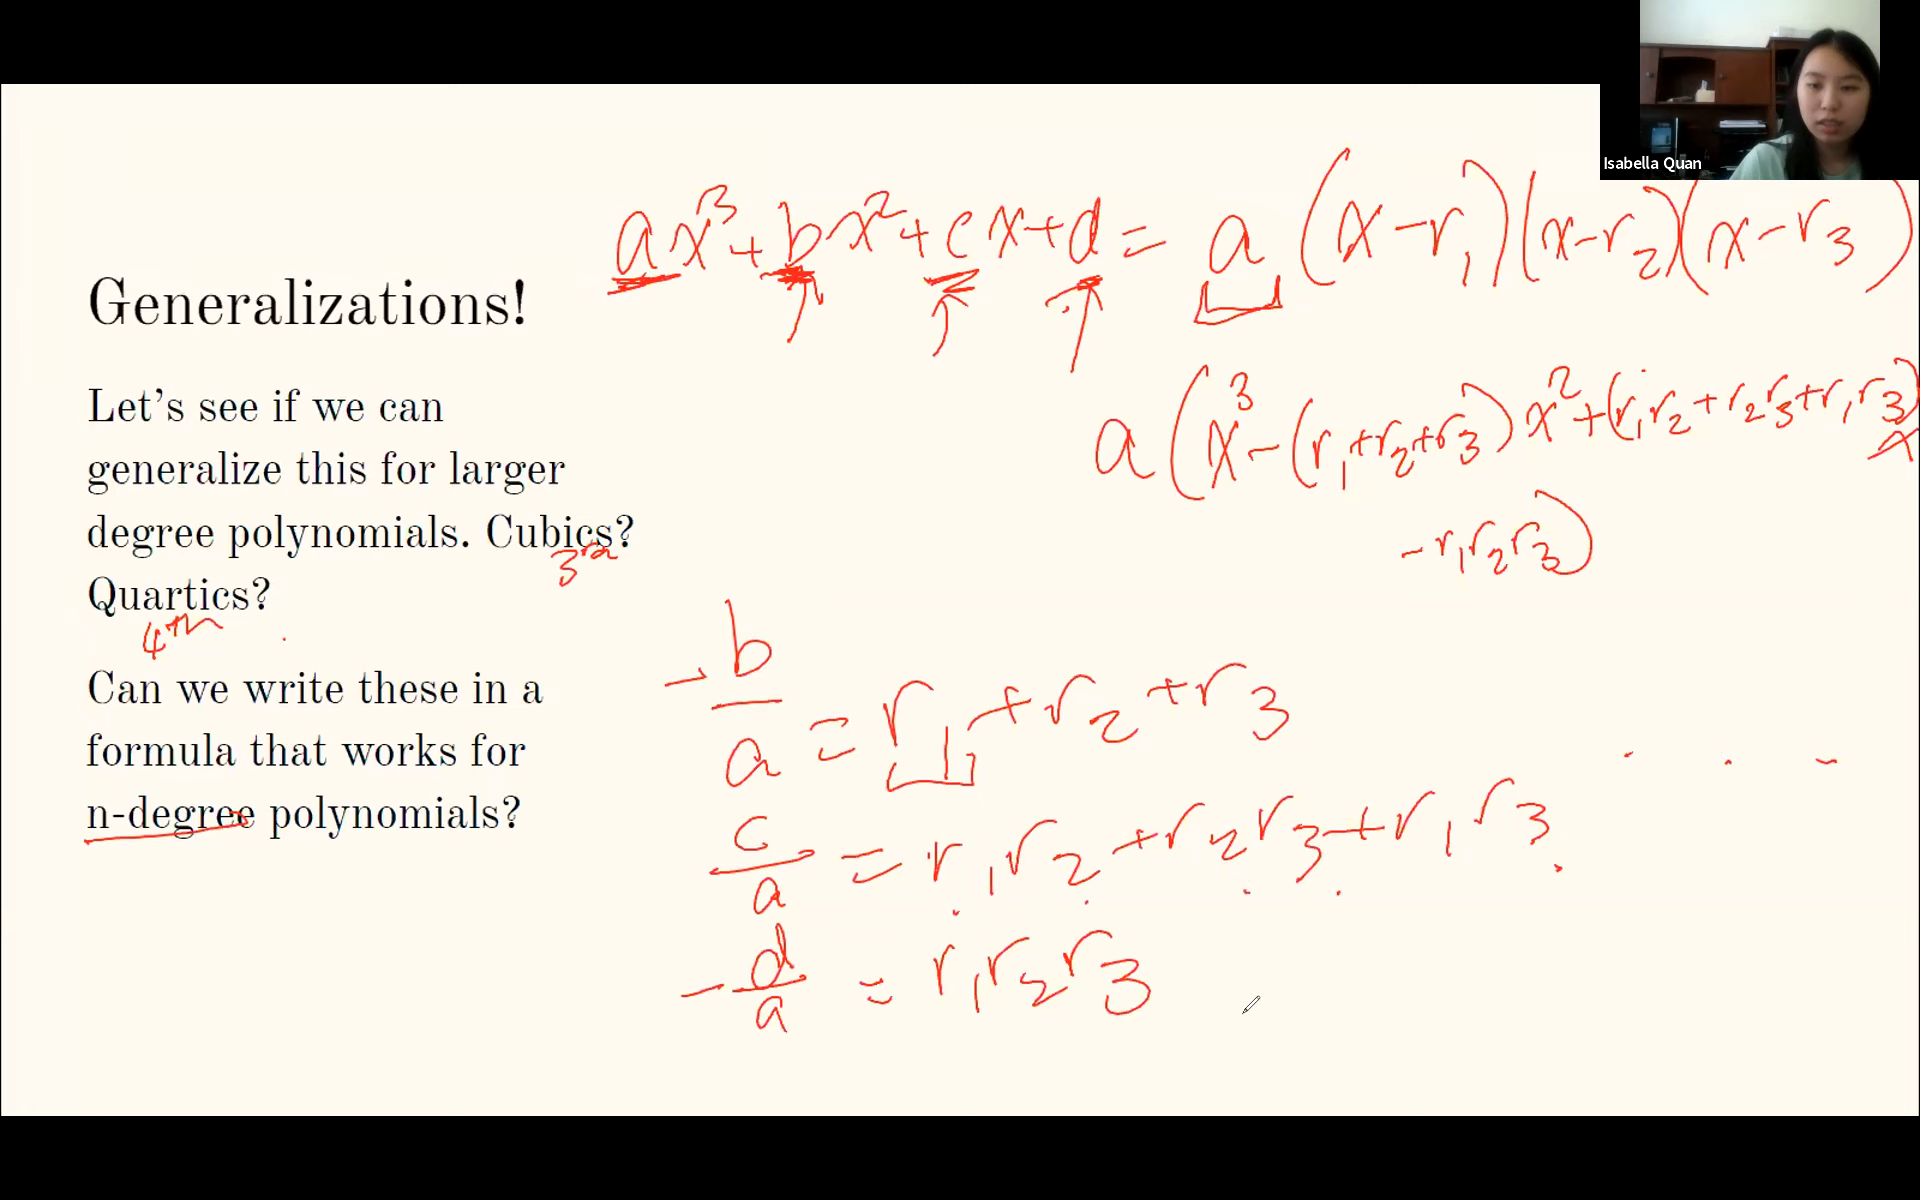 Isabella Quan
ax³ + bx² + cx + d = a (x - r₁)(x - r₂)(x - r₃)
Generalizations!
a (x³ - (r₁ + r₂ + r₃) x² + (r₁r₂ + r₂r₃ + r₁r₃) x
- r₁r₂r₃)
Let's see if we can
generalize this for larger
degree polynomials. Cubics?
3rd
Quartics?
4th
Can we write these in a
formula that works for
n-degree polynomials?
- b/a = r₁ + r₂ + r₃
c/a = r₁r₂ + r₂r₃ + r₁r₃
- d/a = r₁r₂r₃